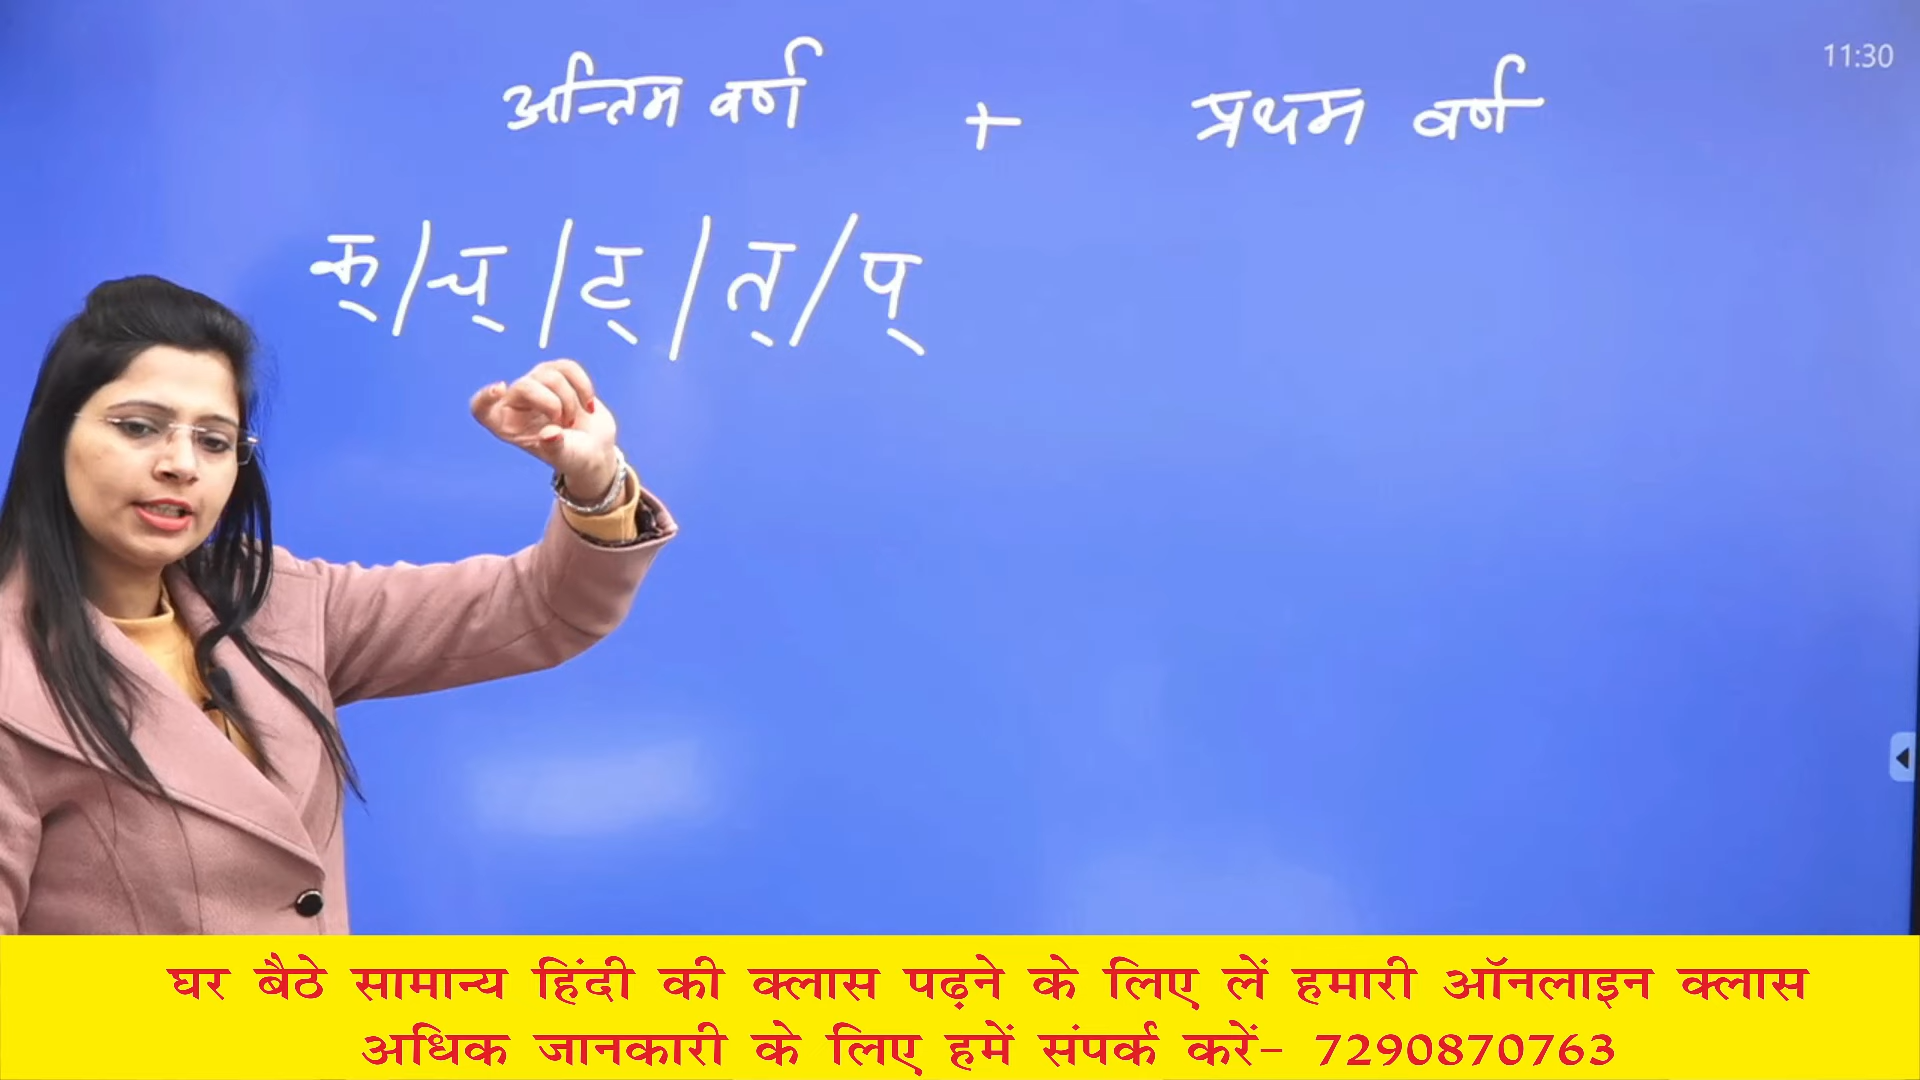 11:30
अन्तिम वर्ण + प्रथम वर्ण
क् / च् / ट् / त् / प्
घर बैठे सामान्य हिंदी की क्लास पढ़ने के लिए लें हमारी ऑनलाइन क्लास
अधिक जानकारी के लिए हमें संपर्क करें- 7290870763